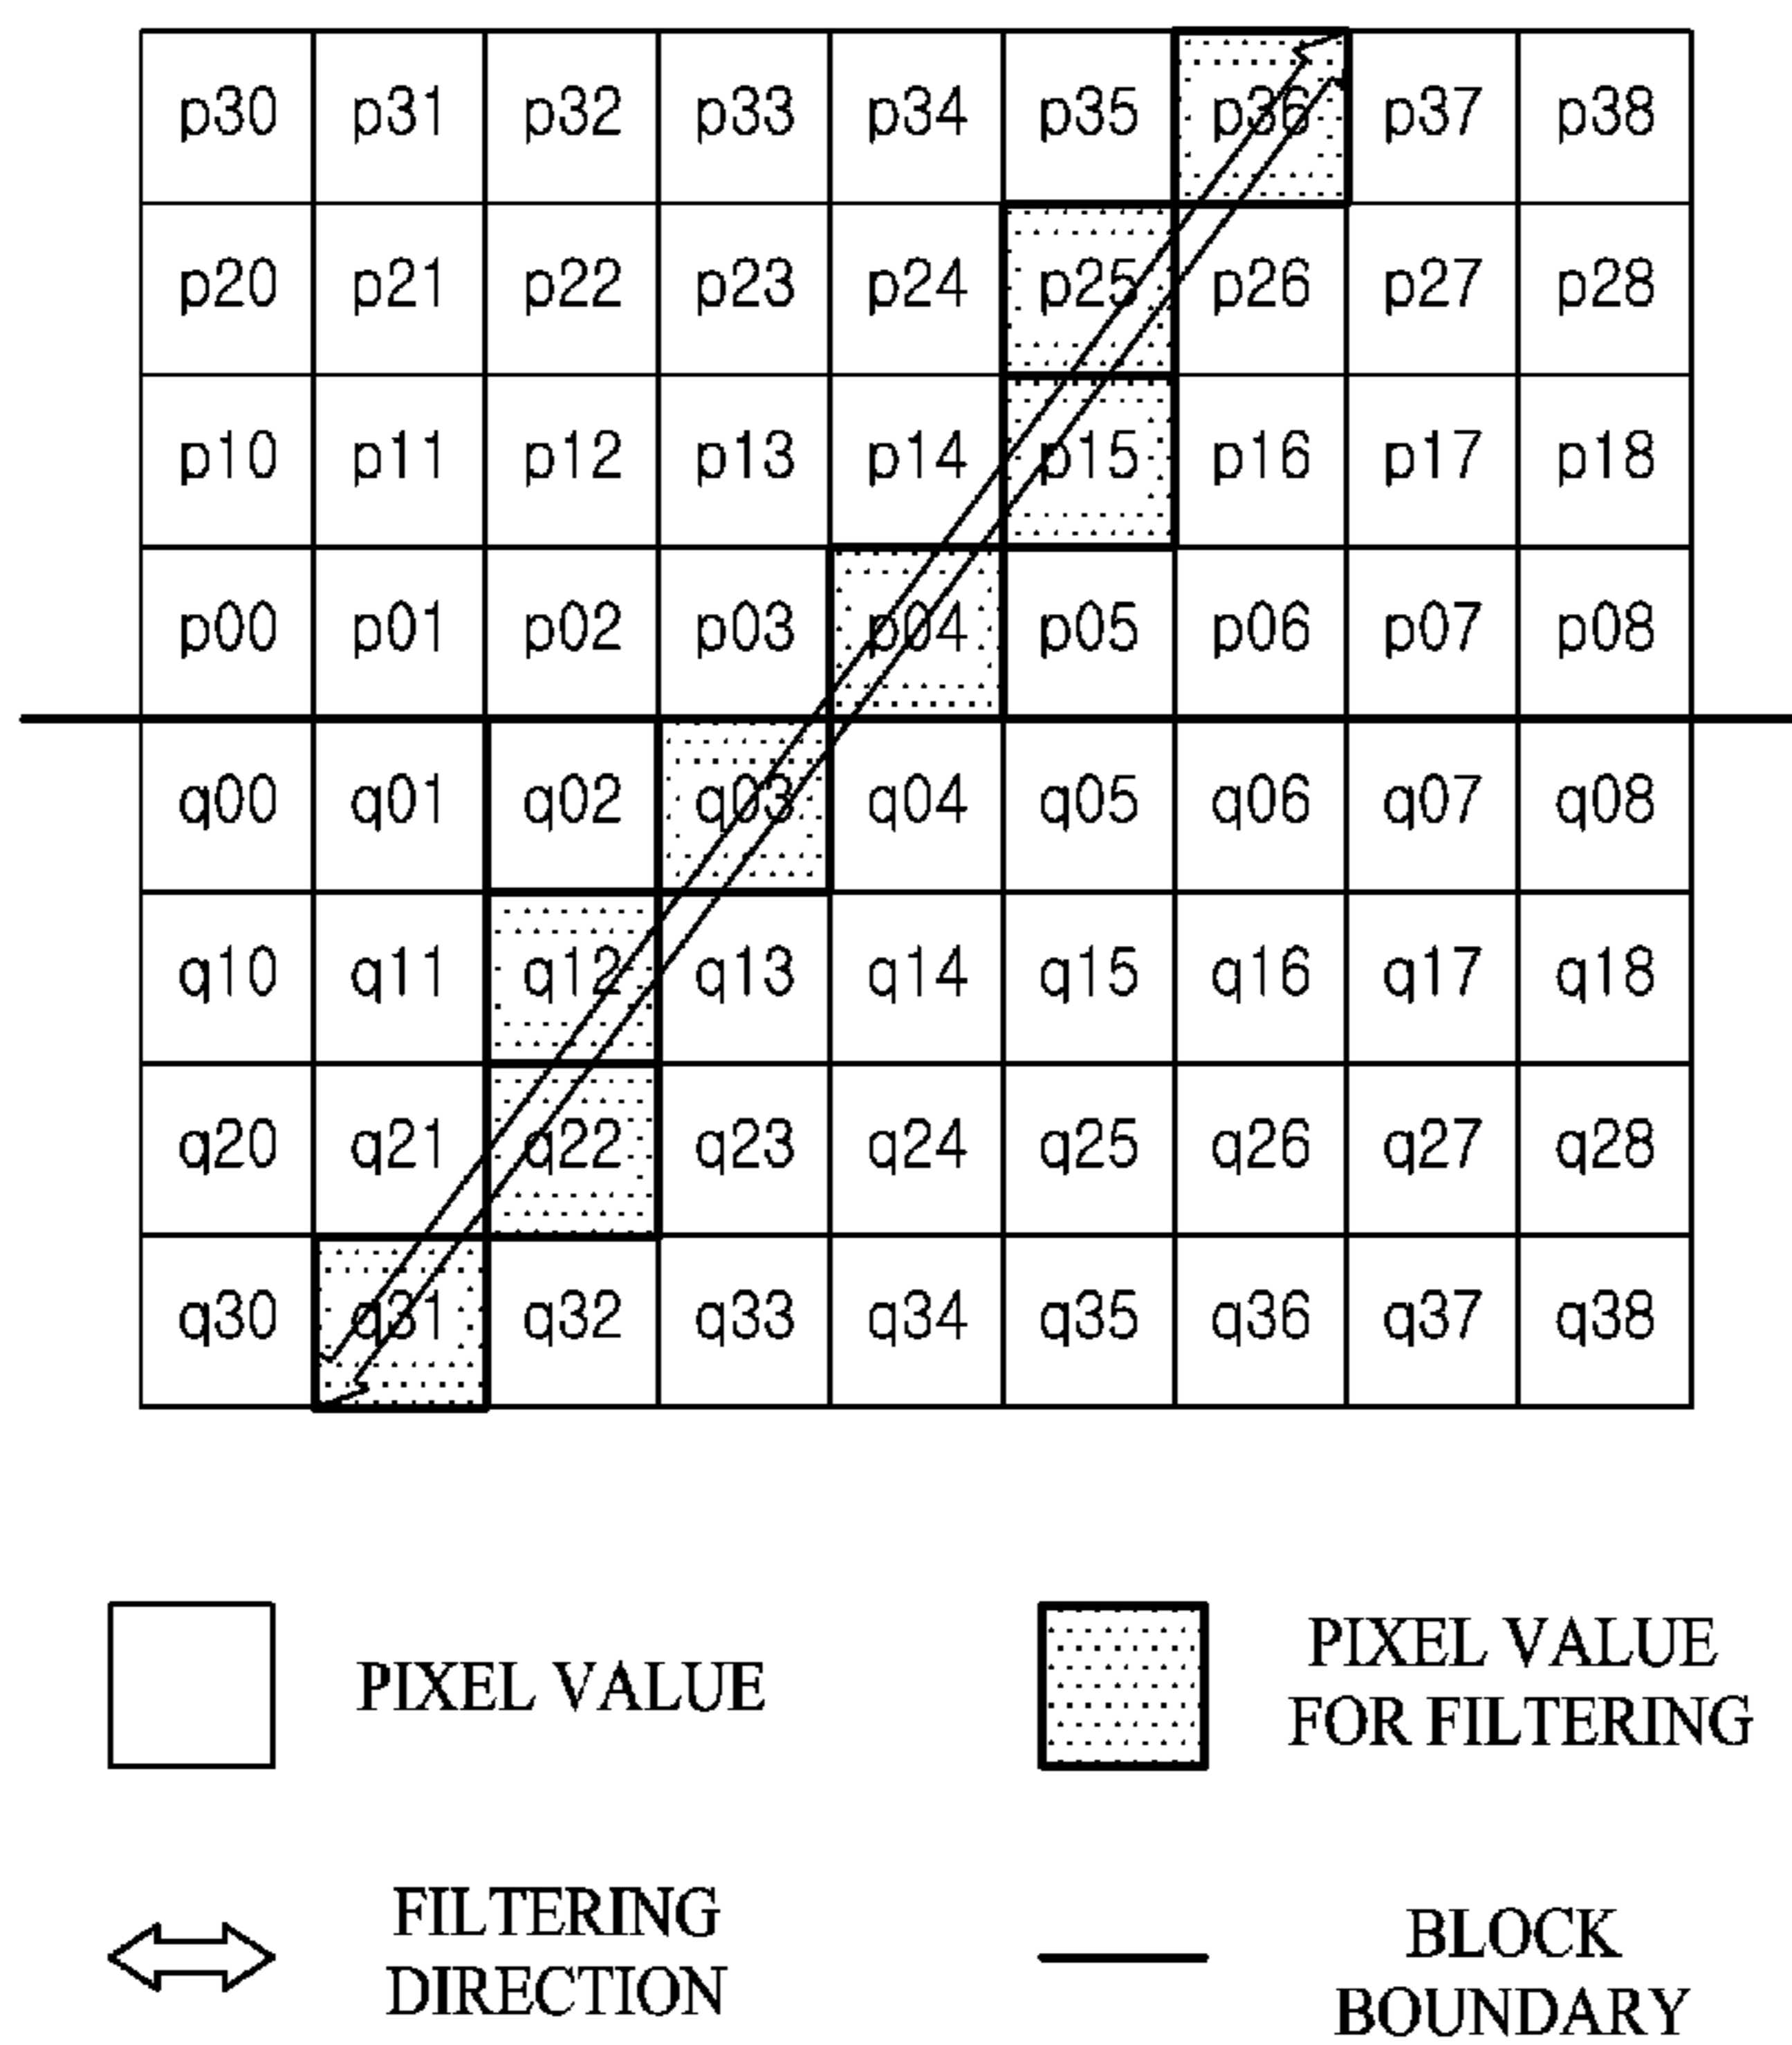 p30 p31 p32 p33 p34 p35 p36 p37 p38
p20 p21 p22 p23 p24 p25 p26 p27 p28
p10 p11 p12 p13 p14 p15 p16 p17 p18
p00 p01 p02 p03 p04 p05 p06 p07 p08
q00 q01 q02 q03 q04 q05 q06 q07 q08
q10 q11 q12 q13 q14 q15 q16 q17 q18
q20 q21 q22 q23 q24 q25 q26 q27 q28
q30 q31 q32 q33 q34 q35 q36 q37 q38
PIXEL VALUE
PIXEL VALUE
FOR FILTERING
FILTERING
DIRECTION
BLOCK
BOUNDARY